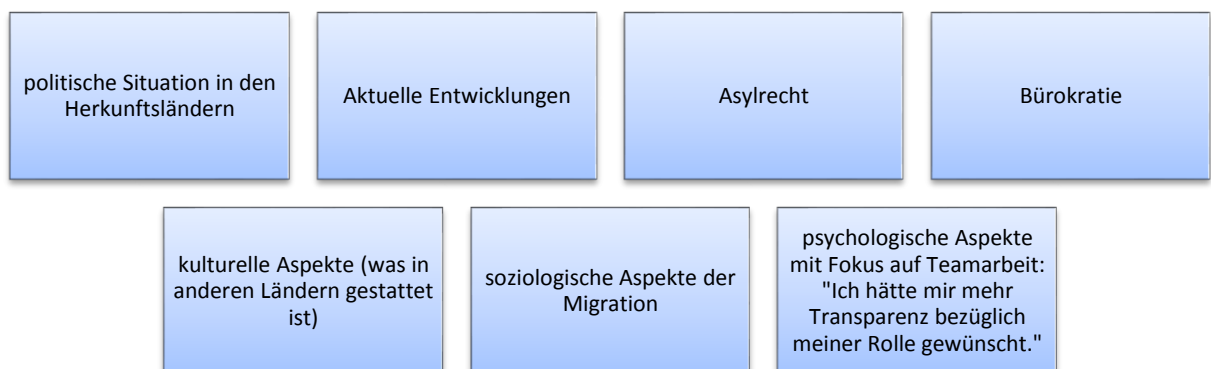 politische Situation in den
Herkunftsländern
Aktuelle Entwicklungen
Asylrecht
Bürokratie
kulturelle Aspekte (was in
anderen Ländern gestattet
ist)
soziologische Aspekte der
Migration
psychologische Aspekte
mit Fokus auf Teamarbeit:
"Ich hätte mir mehr
Transparenz bezüglich
meiner Rolle gewünscht."